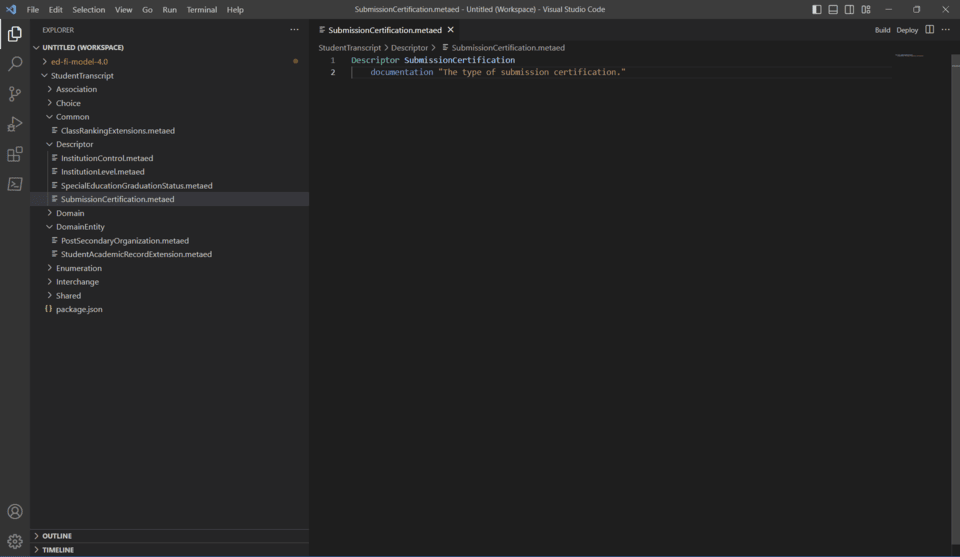 File Edit Selection View Go Run Terminal Help
SubmissionCertification.metaed - Untitled (Workspace) - Visual Studio Code
EXPLORER
UNTITLED (WORKSPACE)
ed-fi-model-4.0
StudentTranscript
Association
Choice
Common
ClassRankingExtensions.metaed
Descriptor
InstitutionControl.metaed
InstitutionLevel.metaed
SpecialEducationGraduationStatus.metaed
SubmissionCertification.metaed
Domain
DomainEntity
PostSecondaryOrganization.metaed
StudentAcademicRecordExtension.metaed
Enumeration
Interchange
Shared
{} package.json
OUTLINE
TIMELINE
SubmissionCertification.metaed
Build Deploy
StudentTranscript > Descriptor > SubmissionCertification.metaed
1 Descriptor SubmissionCertification
2 documentation "The type of submission certification."